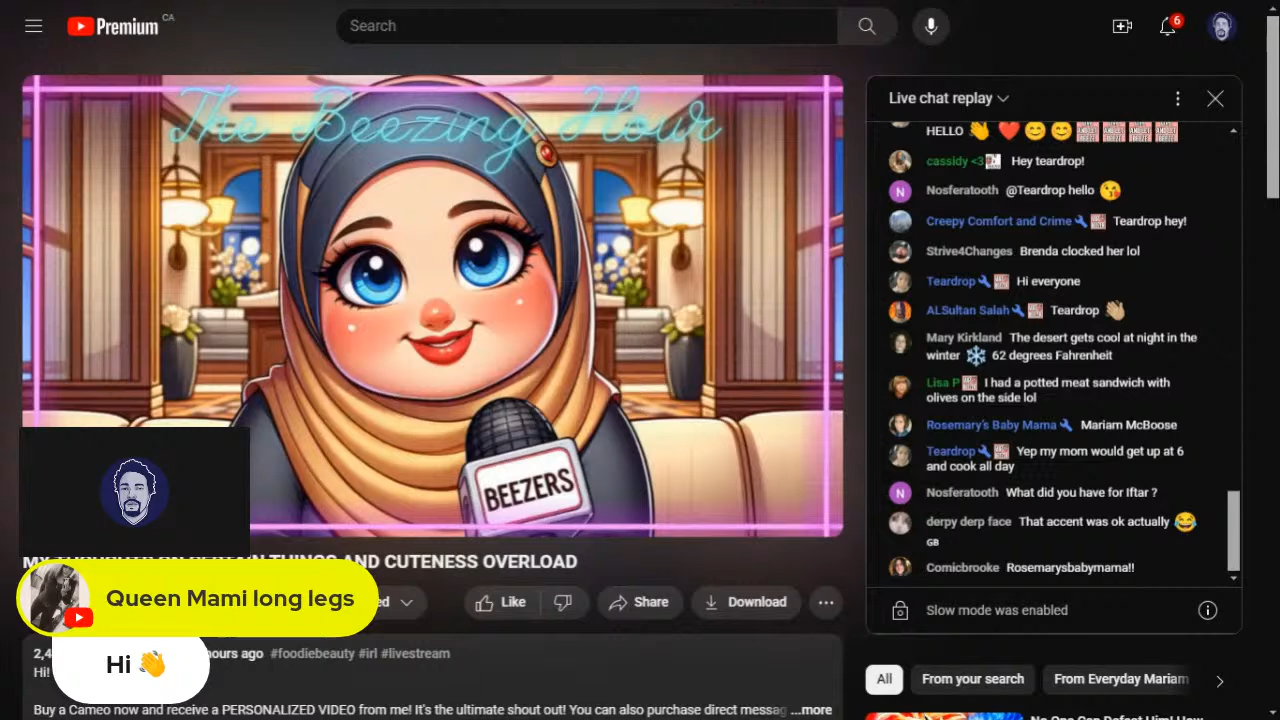 Premium CA
Search
6
The Beezing Hour
BEEZERS
Live chat replay
HELLO 👋 ❤️ 😊 😊
cassidy <3 Hey teardrop!
N Nosferatooth @Teardrop hello 😘
Creepy Comfort and Crime Teardrop hey!
Strive4Changes Brenda clocked her lol
Teardrop Hi everyone
ALSultan Salah Teardrop 👋🏼
Mary Kirkland The desert gets cool at night in the
winter ❄️ 62 degrees Fahrenheit
Lisa P I had a potted meat sandwich with
olives on the side lol
Rosemary's Baby Mama Mariam McBoose
Teardrop Yep my mom would get up at 6
and cook all day
N Nosferatooth What did you have for Iftar ?
derpy derp face That accent was ok actually 😂
GB
Comicbrooke Rosemarysbabymama!!
Slow mode was enabled
THINGS AND CUTENESS OVERLOAD
Queen Mami long legs
Hi 👋
Like
Share
Download
2,4
hours ago #foodiebeauty #irl #livestream
Hi!
Buy a Cameo now and receive a PERSONALIZED VIDEO from me! It's the ultimate shout out! You can also purchase direct messag ...more
All
From your search
From Everyday Mariam